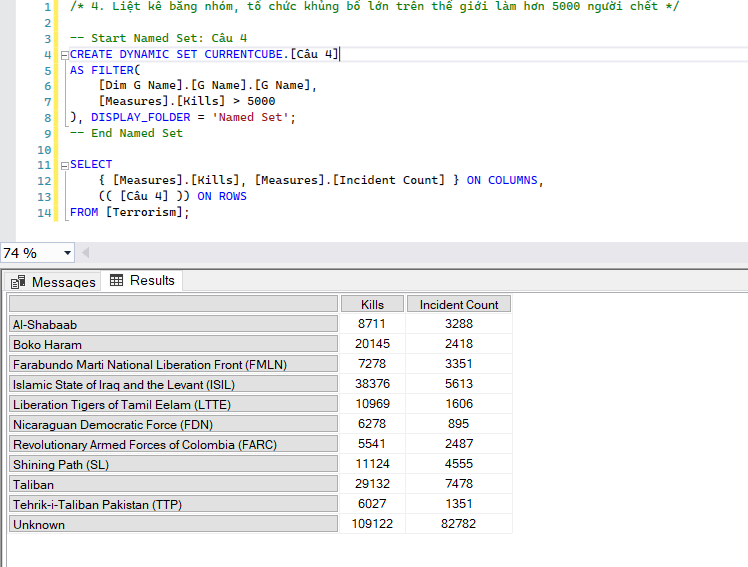 1 /* 4. Liệt kê băng nhóm, tổ chức khủng bố lớn trên thế giới làm hơn 5000 người chết */
2
3 -- Start Named Set: Câu 4
4 CREATE DYNAMIC SET CURRENTCUBE.[Câu 4]
5 AS FILTER(
6 [Dim G Name].[G Name].[G Name],
7 [Measures].[Kills] > 5000
8 ), DISPLAY_FOLDER = 'Named Set';
9 -- End Named Set
10
11 SELECT
12 { [Measures].[Kills], [Measures].[Incident Count] } ON COLUMNS,
13 (( [Câu 4] )) ON ROWS
14 FROM [Terrorism];
74 %
Messages Results
Kills Incident Count
Al-Shabaab 8711 3288
Boko Haram 20145 2418
Farabundo Marti National Liberation Front (FMLN) 7278 3351
Islamic State of Iraq and the Levant (ISIL) 38376 5613
Liberation Tigers of Tamil Eelam (LTTE) 10969 1606
Nicaraguan Democratic Force (FDN) 6278 895
Revolutionary Armed Forces of Colombia (FARC) 5541 2487
Shining Path (SL) 11124 4555
Taliban 29132 7478
Tehrik-i-Taliban Pakistan (TTP) 6027 1351
Unknown 109122 82782